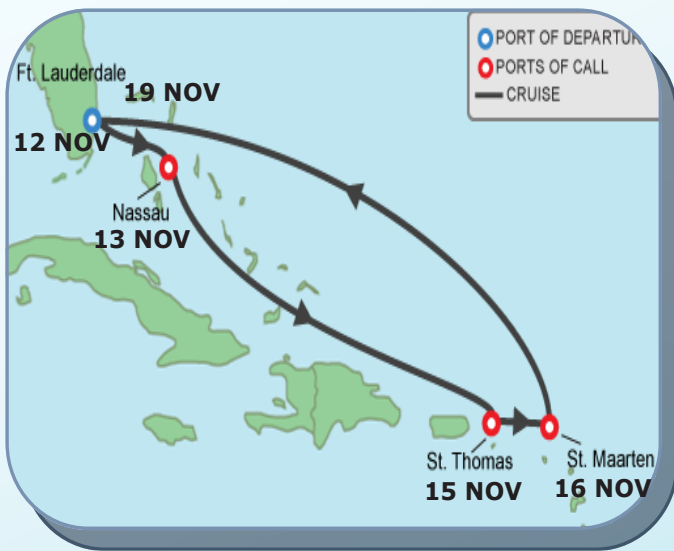 PORT OF DEPARTUR
PORTS OF CALL
CRUISE
Ft. Lauderdale
19 NOV
12 NOV
Nassau
13 NOV
St. Thomas
15 NOV
St. Maarten
16 NOV